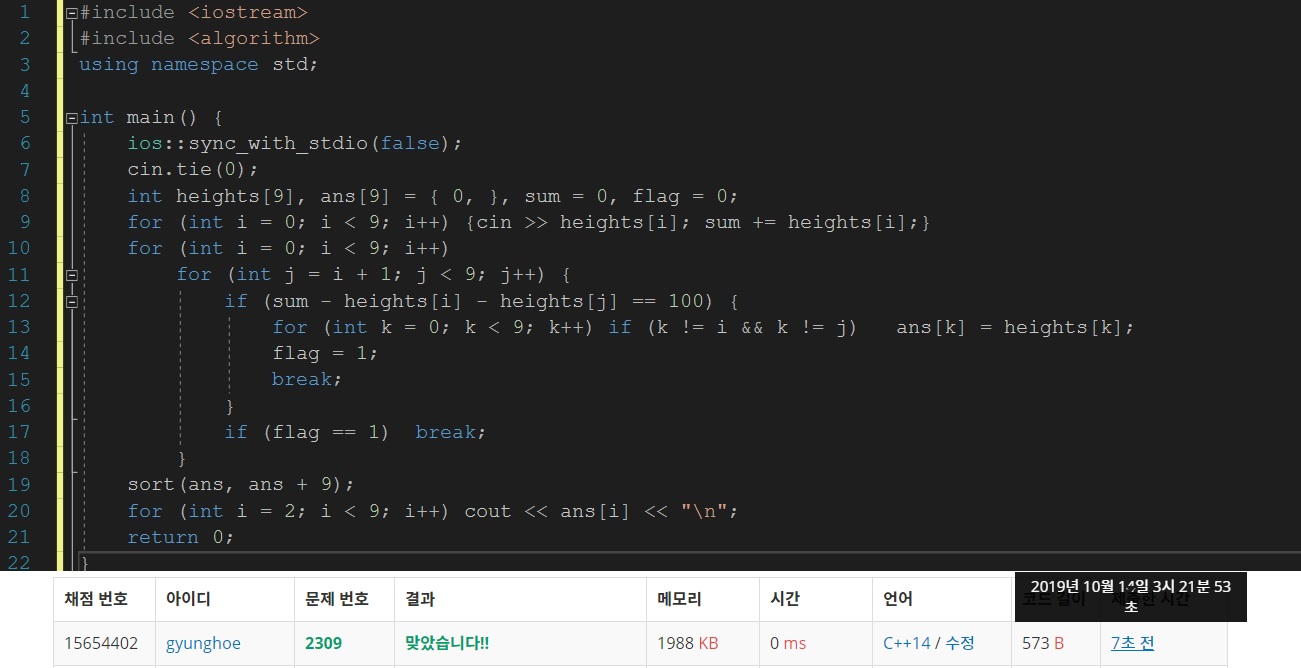 1 #include <iostream>
2 #include <algorithm>
3 using namespace std;
4
5 int main() {
6     ios::sync_with_stdio(false);
7     cin.tie(0);
8     int heights[9], ans[9] = { 0, }, sum = 0, flag = 0;
9     for (int i = 0; i < 9; i++) {cin >> heights[i]; sum += heights[i];}
10     for (int i = 0; i < 9; i++)
11         for (int j = i + 1; j < 9; j++) {
12             if (sum - heights[i] - heights[j] == 100) {
13                 for (int k = 0; k < 9; k++) if (k != i && k != j)   ans[k] = heights[k];
14                 flag = 1;
15                 break;
16             }
17             if (flag == 1)  break;
18         }
19     sort(ans, ans + 9);
20     for (int i = 2; i < 9; i++) cout << ans[i] << "\n";
21     return 0;
22 }
2019년 10월 14일 3시 21분 53
초
채점 번호 아이디 문제 번호 결과 메모리 시간 언어 코드 길이 제출한 시간
15654402 gyunghoe 2309 맞았습니다!! 1988 KB 0 ms C++14 / 수정 573 B 7초 전